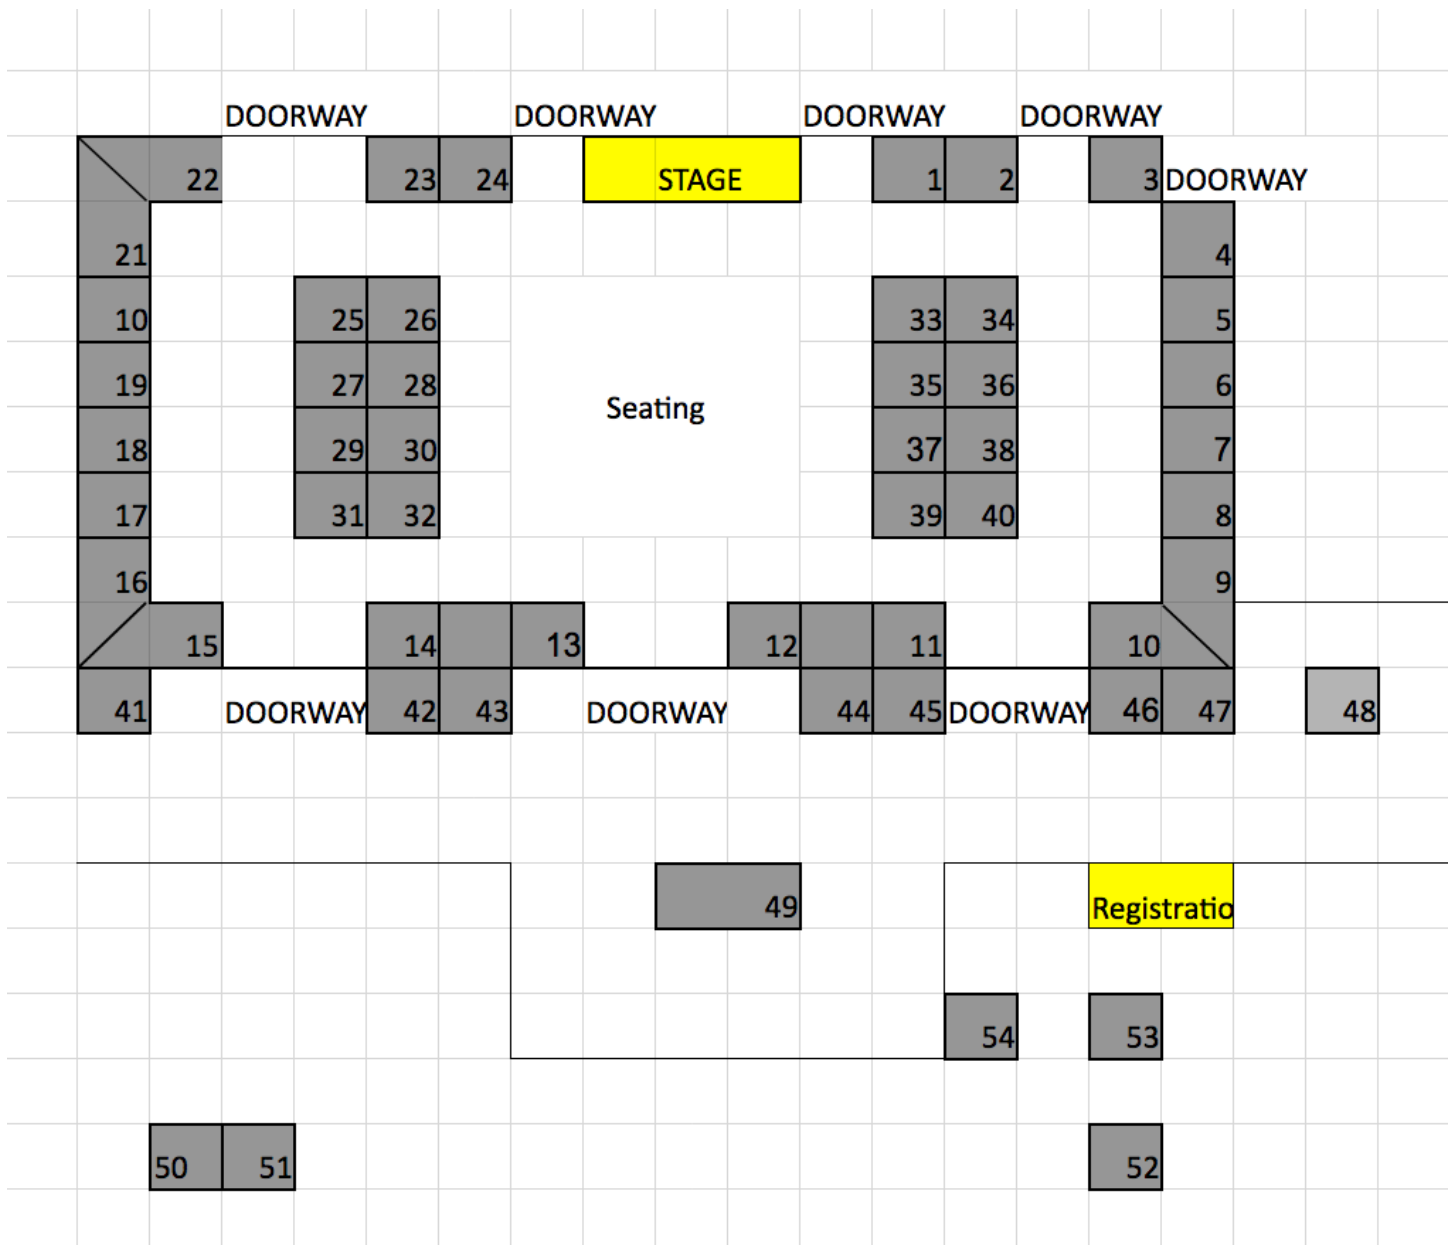 DOORWAY DOORWAY DOORWAY DOORWAY
22 23 24 STAGE 1 2 3 DOORWAY
21 4
10 25 26 33 34 5
19 27 28 35 36 6
Seating
18 29 30 37 38 7
17 31 32 39 40 8
16 9
15 14 13 12 11 10
41 DOORWAY 42 43 DOORWAY 44 45 DOORWAY 46 47 48
49 Registratio
54 53
50 51 52